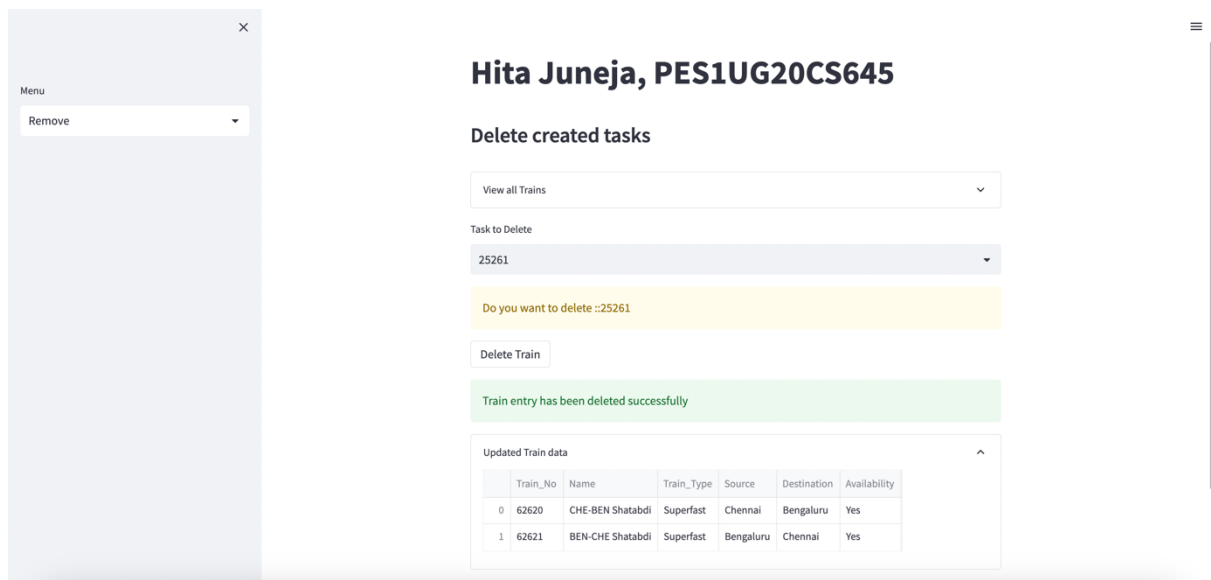 Hita Juneja, PES1UG20CS645
Menu
Remove
Delete created tasks
View all Trains
Task to Delete
25261
Do you want to delete ::25261
Delete Train
Train entry has been deleted successfully
Updated Train data
Train_No Name Train_Type Source Destination Availability
0 62620 CHE-BEN Shatabdi Superfast Chennai Bengaluru Yes
1 62621 BEN-CHE Shatabdi Superfast Bengaluru Chennai Yes